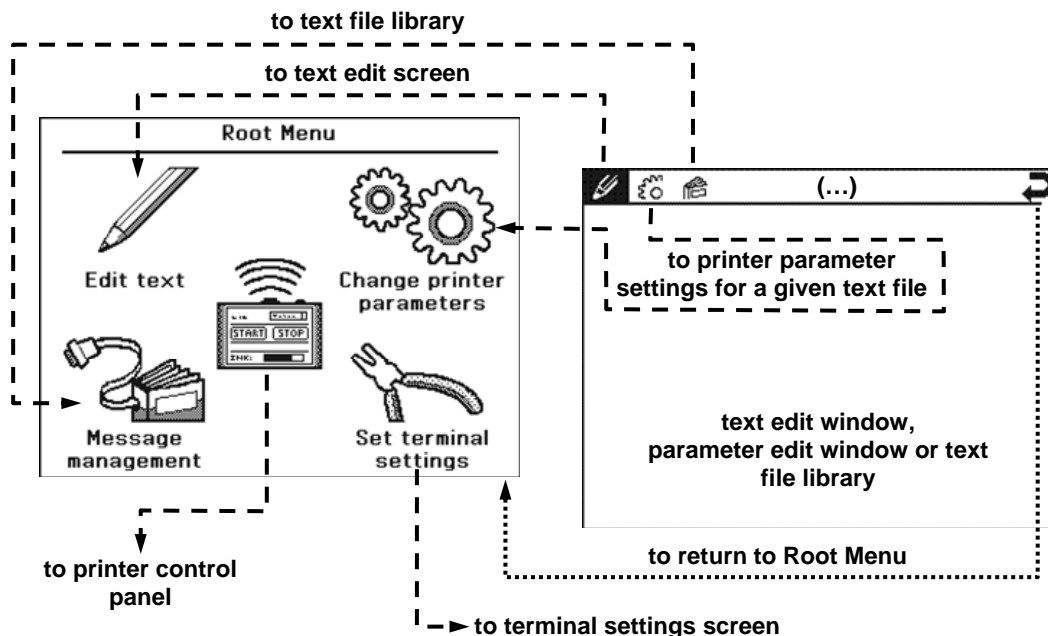 to text file library
to text edit screen
Root Menu
(...)
Edit text
Change printer
parameters
to printer parameter
settings for a given text file
START STOP
INK:
Message
management
Set terminal
settings
text edit window,
parameter edit window or text
file library
to return to Root Menu
to printer control
panel
to terminal settings screen